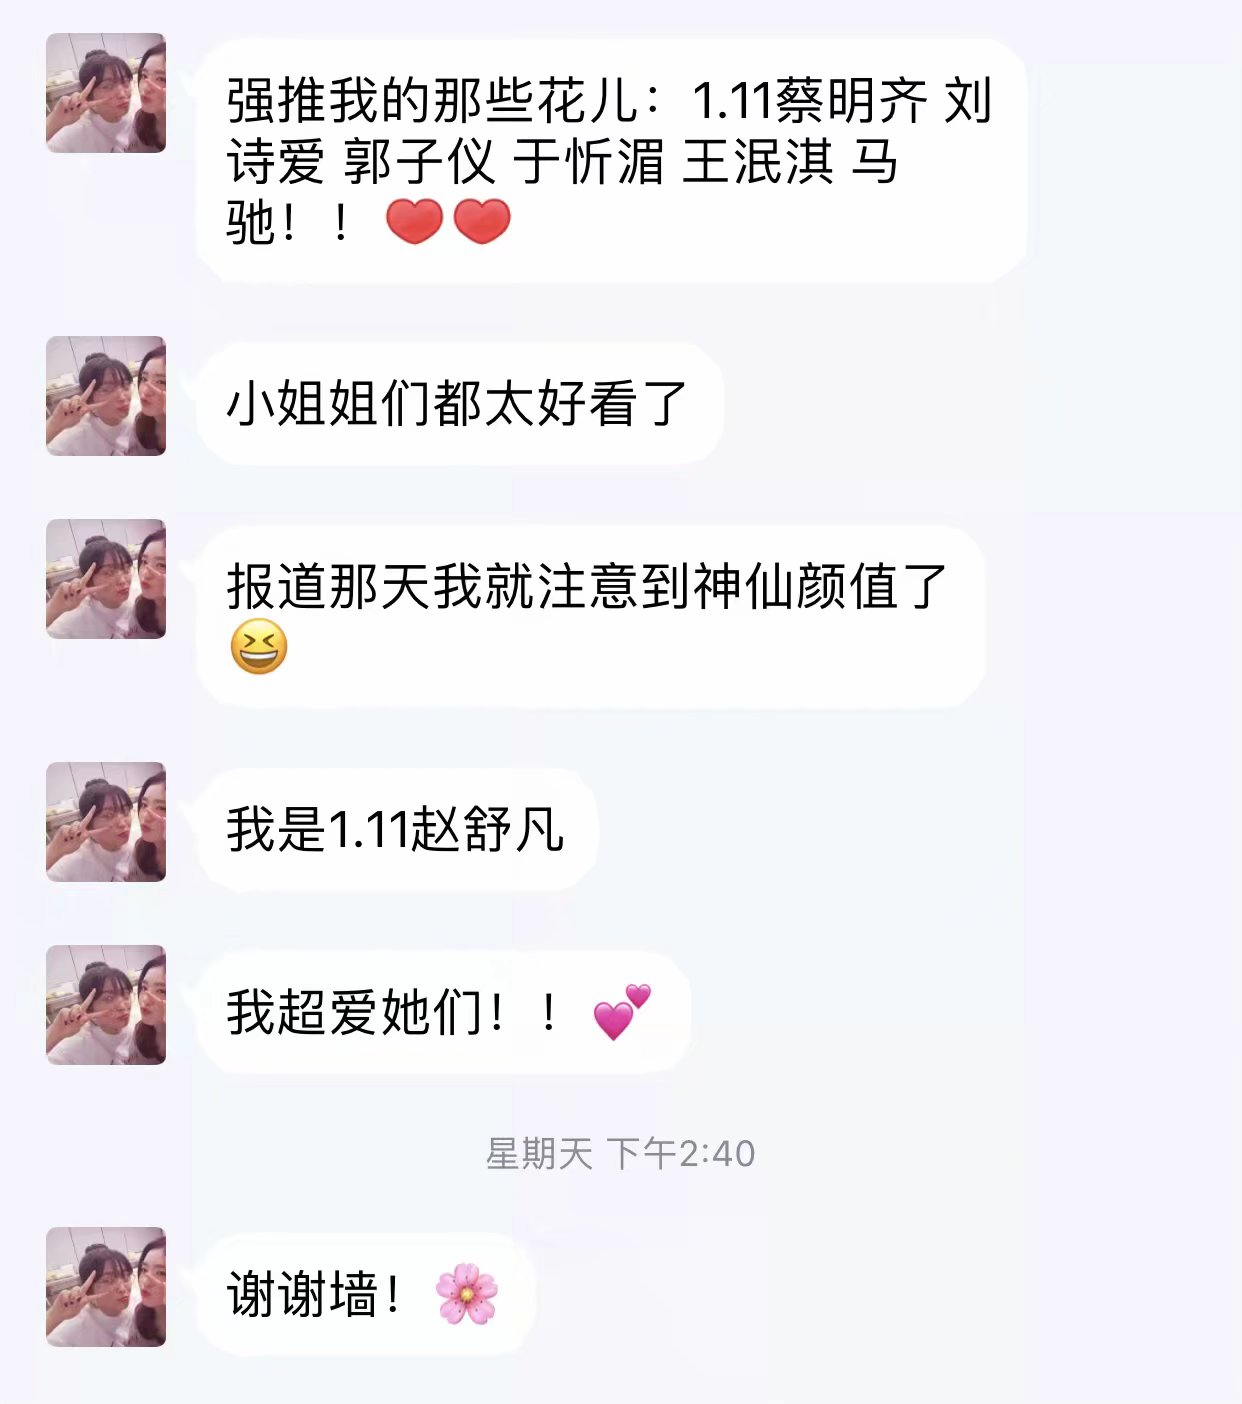 强推我的那些花儿：1.11蔡明齐 刘
诗爱 郭子仪 于忻湄 王泯淇 马
驰！！❤️❤️
小姐姐们都太好看了
报道那天我就注意到神仙颜值了
😆
我是1.11赵舒凡
我超爱她们！！💕
星期天 下午2:40
谢谢墙！🌸